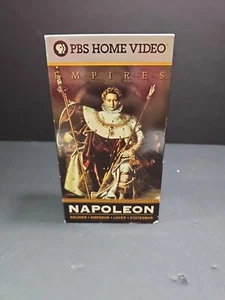 PBS HOME VIDEO
EMPIRES
NAPOLEON
SOLDIER • EMPEROR • LOVER • STATESMAN